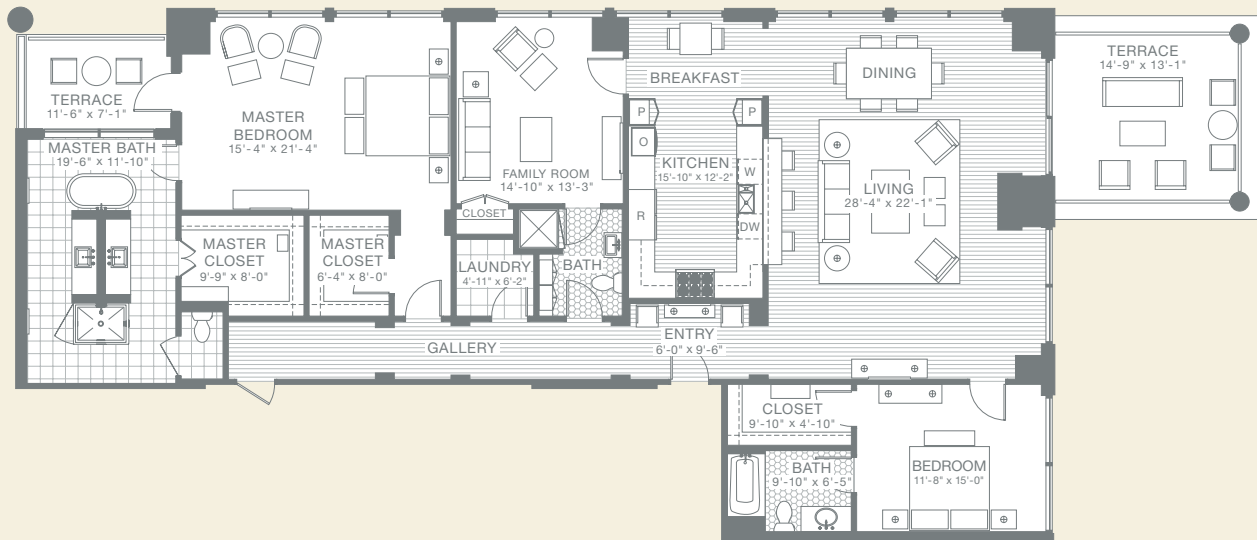 TERRACE
11'-6" x 7'-1"
MASTER BATH
19'-6" x 11'-10"
MASTER
BEDROOM
15'-4" x 21'-4"
MASTER
CLOSET
9'-9" x 8'-0"
MASTER
CLOSET
6'-4" x 8'-0"
FAMILY ROOM
14'-10" x 13'-3"
CLOSET
LAUNDRY
4'-11" x 6'-2"
BATH
BREAKFAST
P
P
O
KITCHEN
15'-10" x 12'-2"
W
R
DW
DINING
LIVING
28'-4" x 22'-1"
TERRACE
14'-9" x 13'-1"
GALLERY
ENTRY
6'-0" x 9'-6"
CLOSET
9'-10" x 4'-10"
BATH
9'-10" x 6'-5"
BEDROOM
11'-8" x 15'-0"